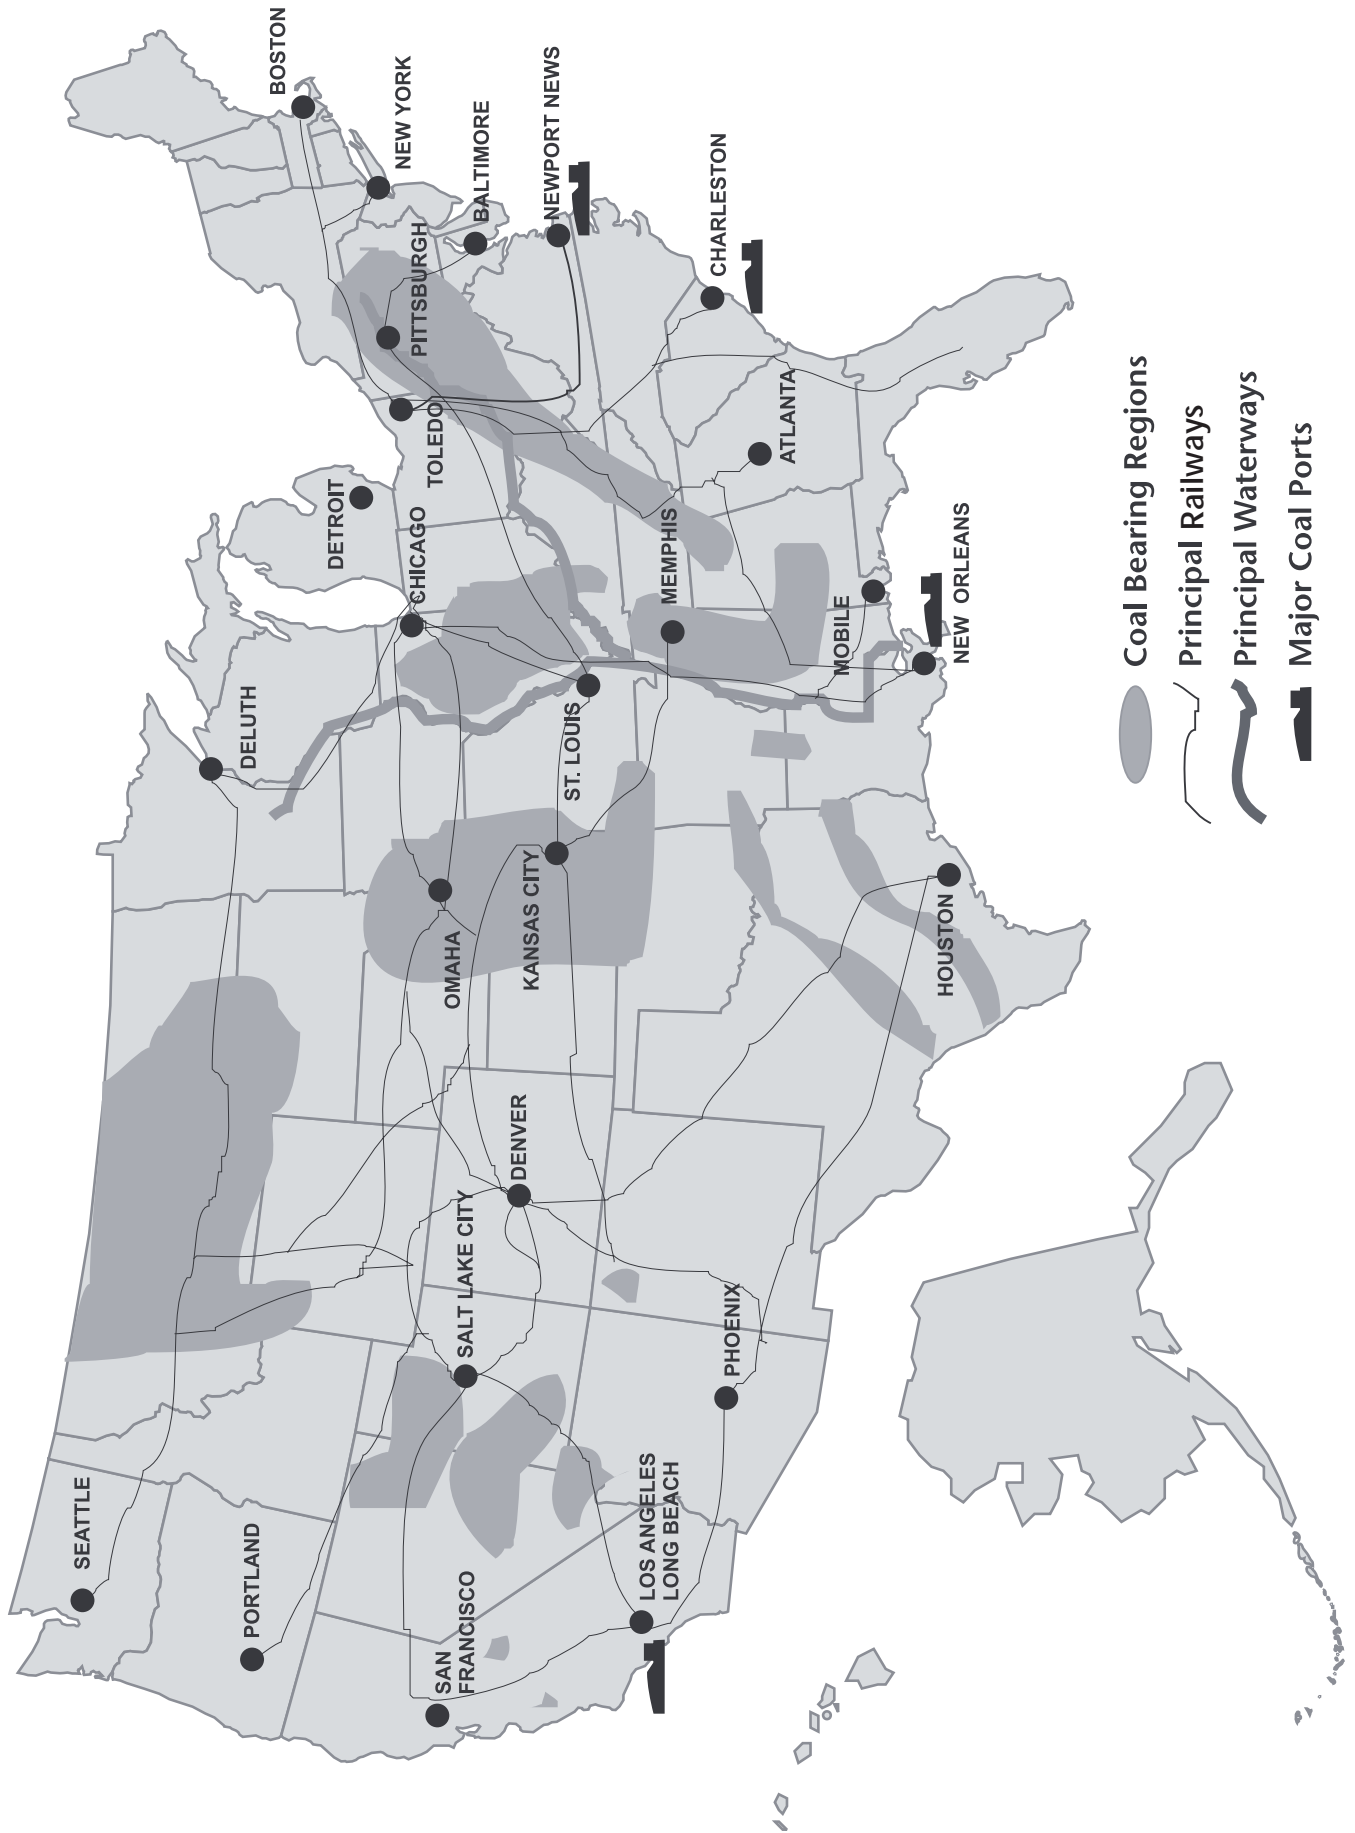 SEATTLE
PORTLAND
SAN
FRANCISCO
LOS ANGELES
LONG BEACH
SALT LAKE CITY
PHOENIX
DENVER
OMAHA
KANSAS CITY
HOUSTON
DELUTH
ST. LOUIS
CHICAGO
DETROIT
MEMPHIS
MOBILE
NEW ORLEANS
TOLEDO
ATLANTA
PITTSBURGH
CHARLESTON
BALTIMORE
NEWPORT NEWS
NEW YORK
BOSTON
Coal Bearing Regions
Principal Railways
Principal Waterways
Major Coal Ports